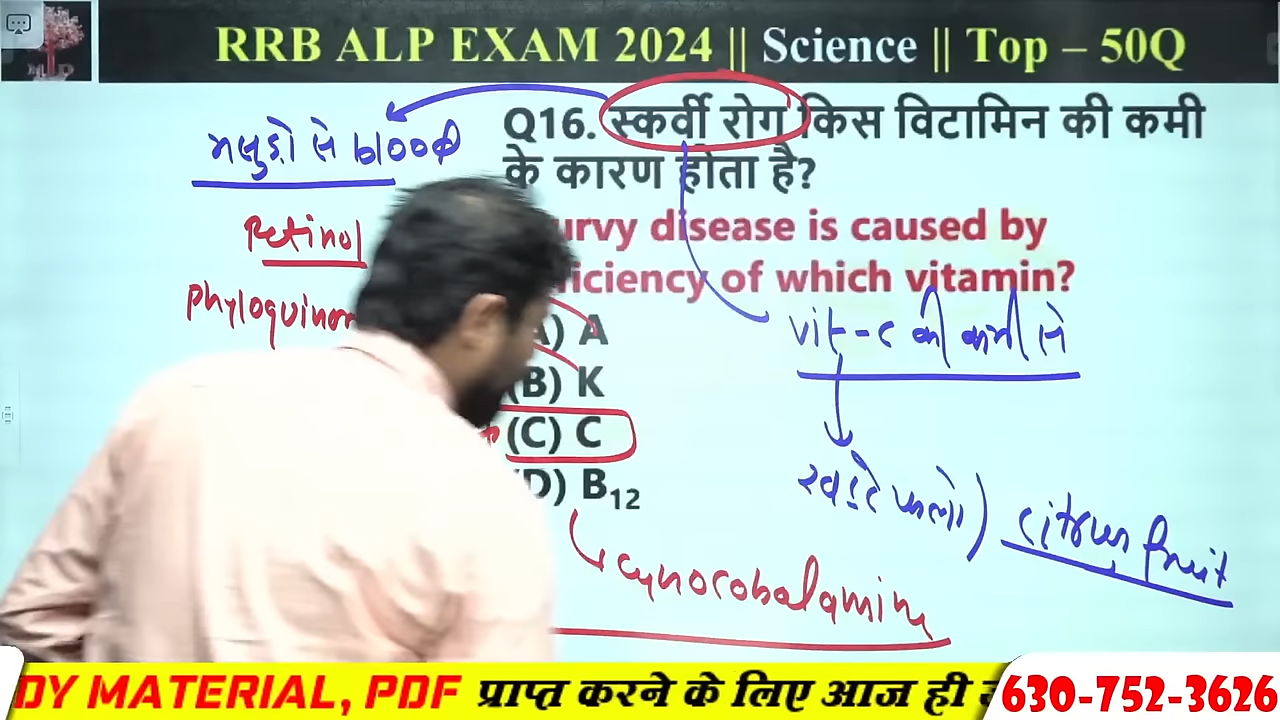 RRB ALP EXAM 2024 || Science || Top – 50Q
Q16. स्कर्वी रोग किस विटामिन की कमी
के कारण होता है?
मसुड़ो से blood
urvy disease is caused by
Retinol
ficiency of which vitamin?
phyloquinon
A) A
vit-c की कमी से
(B) K
(C) C
D) B12
खट्टे फलो) citrus fruit
cynocobalamin
DY MATERIAL, PDF प्राप्त करने के लिए आज ही
630-752-3626